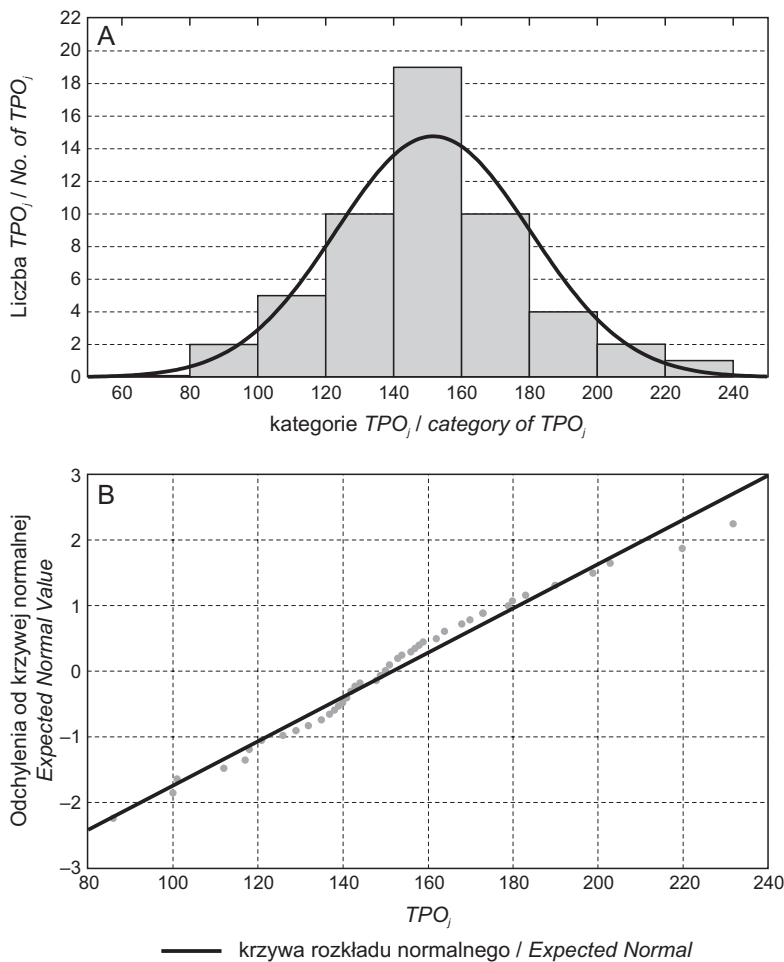 A
22
20
18
16
14
12
10
8
6
4
2
0
Liczba TPOj / No. of TPOj
60 80 100 120 140 160 180 200 220 240
kategorie TPOj / category of TPOj
B
3
2
1
0
–1
–2
–3
Odchylenia od krzywej normalnej
Expected Normal Value
80 100 120 140 160 180 200 220 240
TPOj
krzywa rozkładu normalnego / Expected Normal